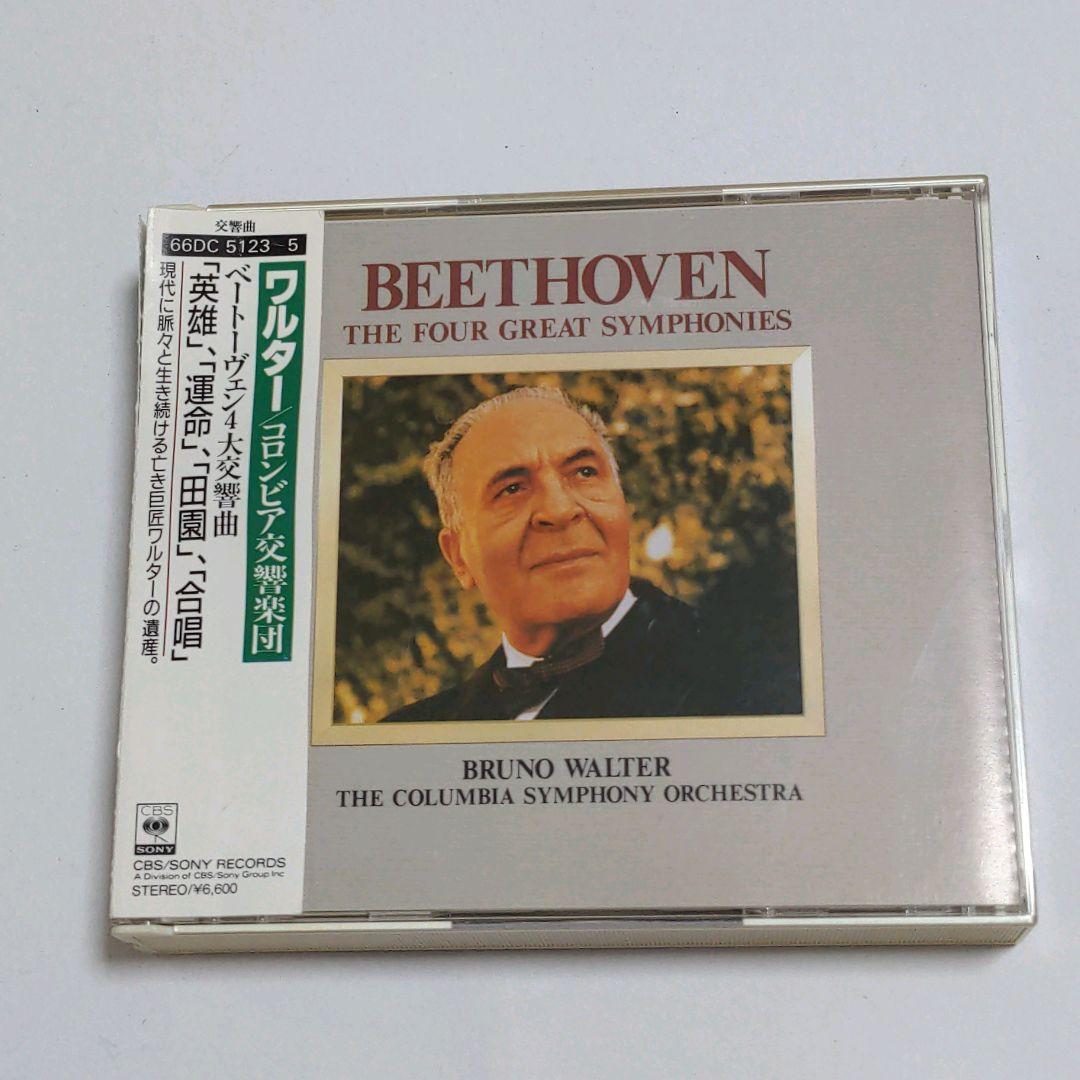 交響曲
66DC 5123~5
ワルター/コロンビア交響楽団
ベートーヴェン4大交響曲
「英雄」、「運命」、「田園」、「合唱」
現代に脈々と生き続ける亡き巨匠ワルターの遺産。
CBS
SONY
CBS/SONY RECORDS
A Division of CBS/Sony Group Inc
STEREO/¥6,600
BEETHOVEN
THE FOUR GREAT SYMPHONIES
BRUNO WALTER
THE COLUMBIA SYMPHONY ORCHESTRA